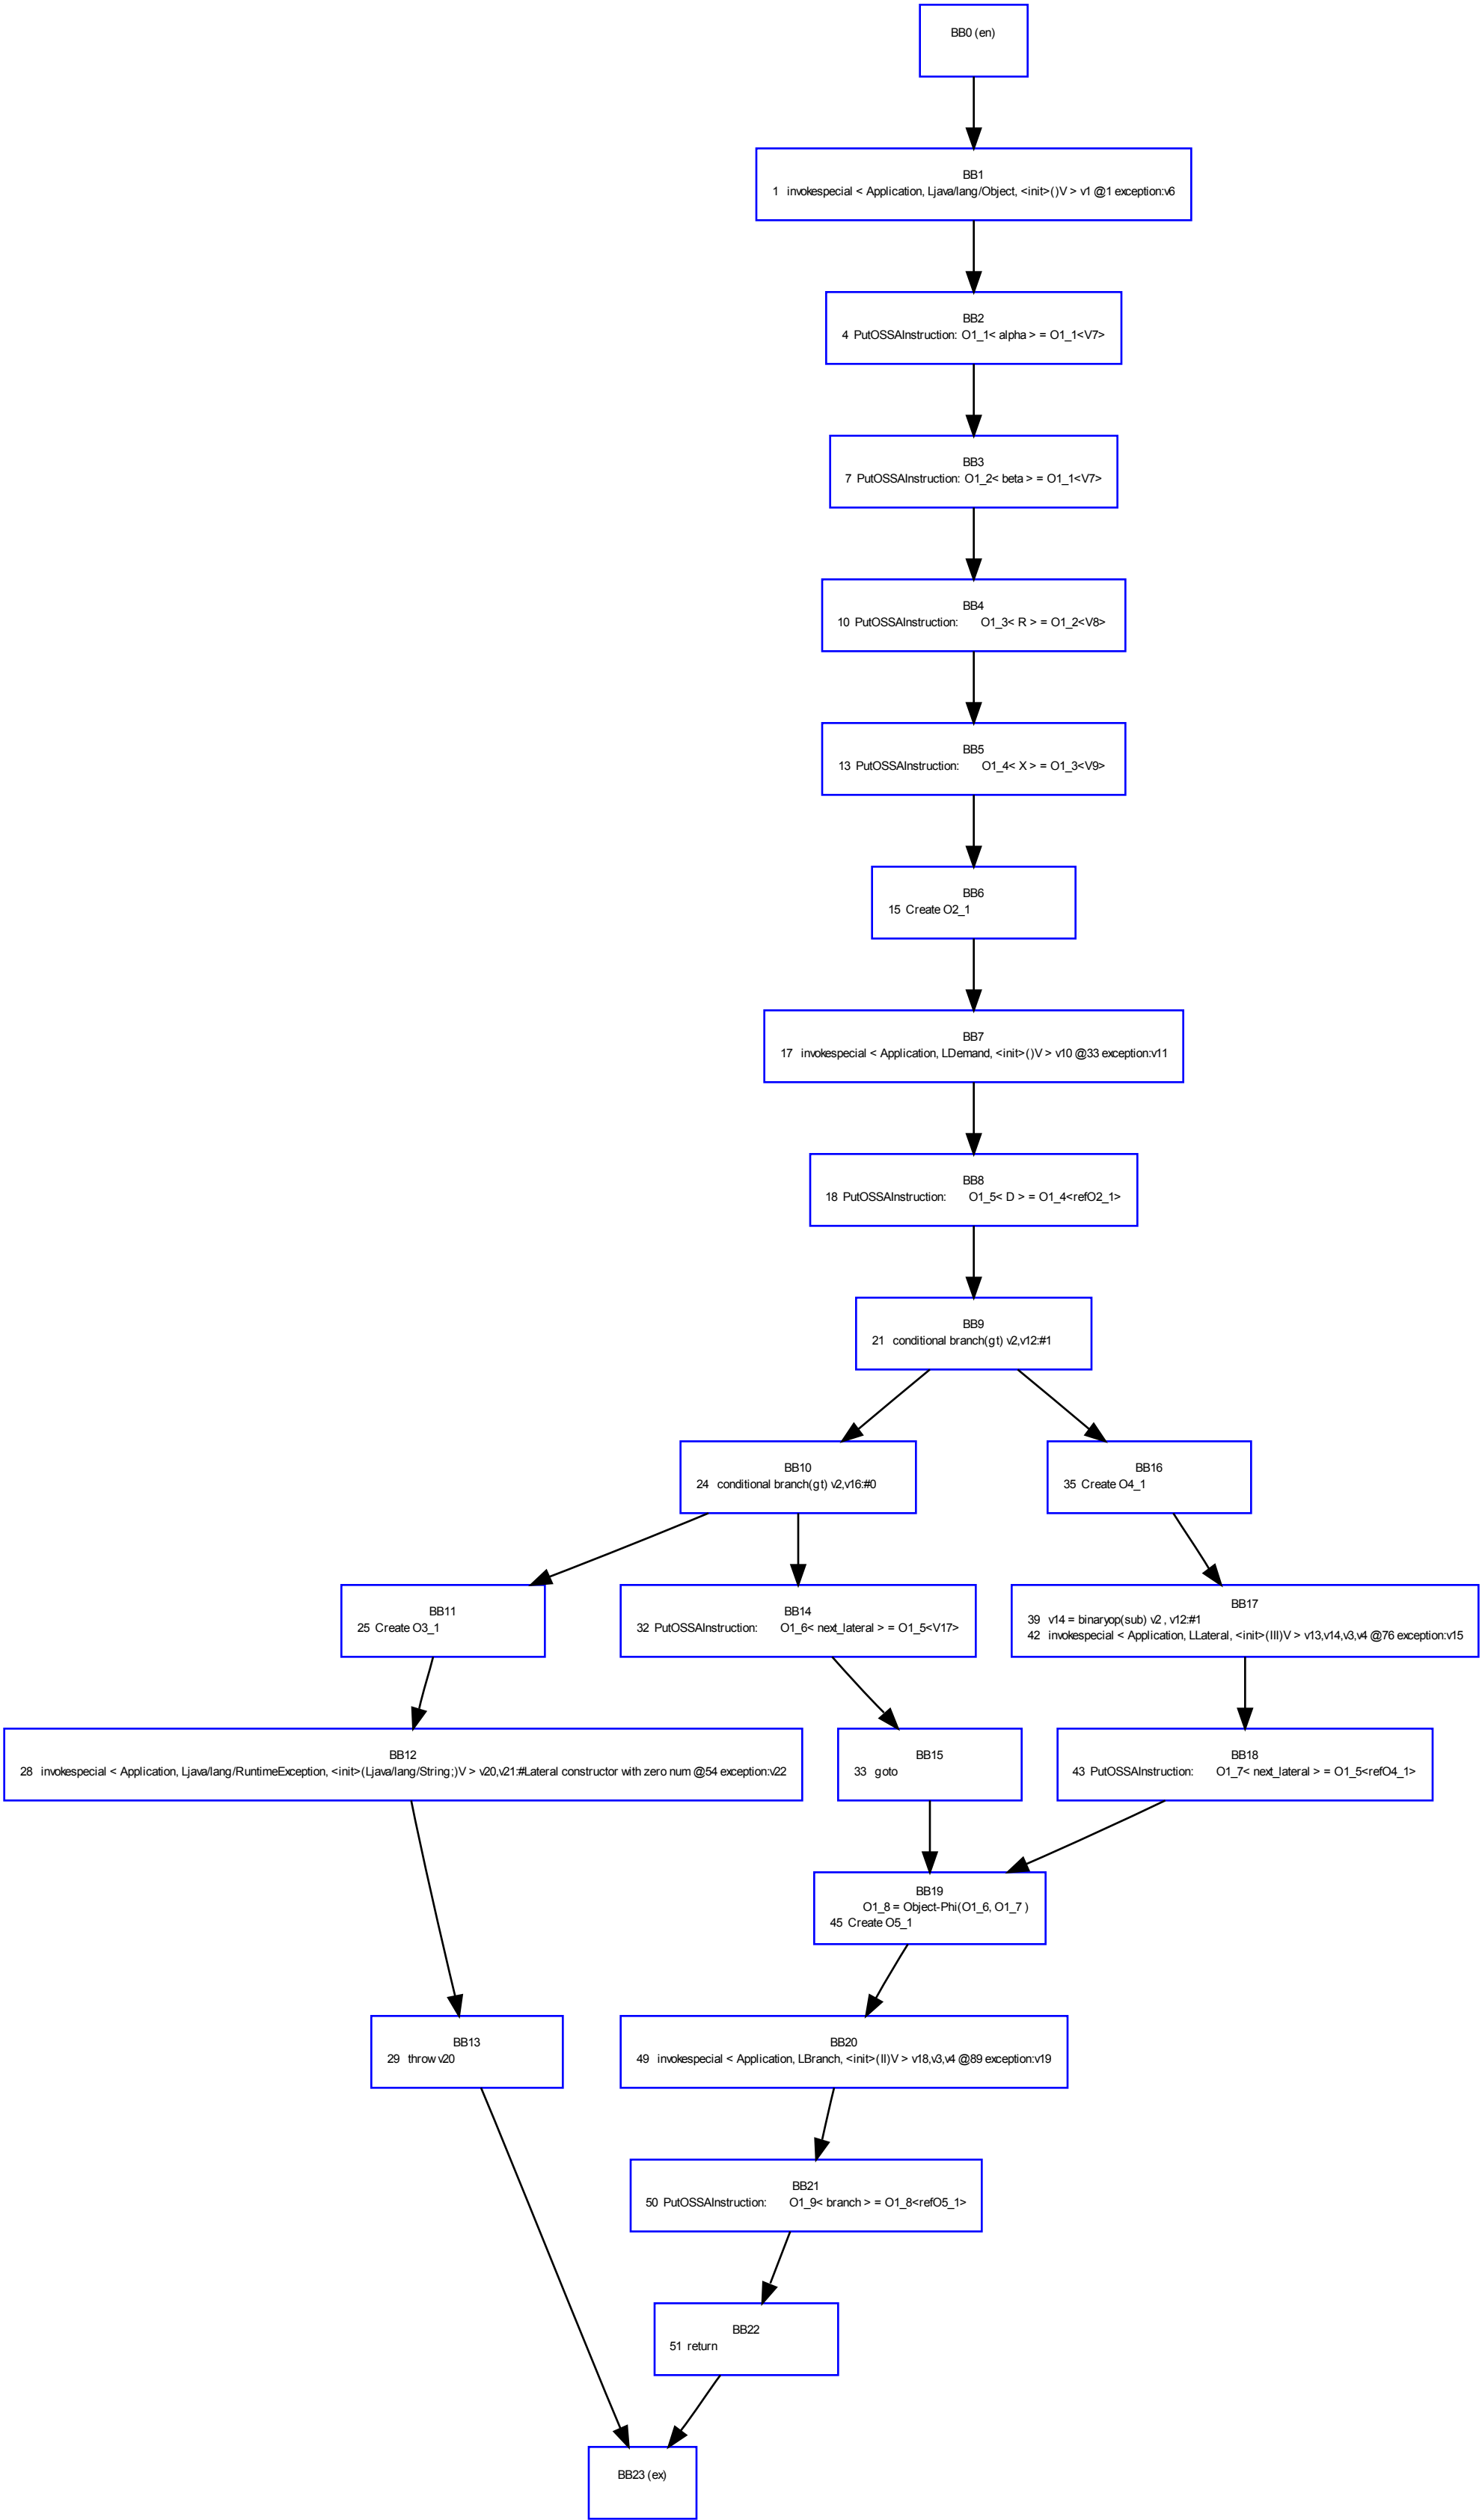 BB0 (en)
BB1
1 invokespecial < Application, Ljava/lang/Object, <init>()V > v1 @1 exception:v6
BB2
4 PutOSSAInstruction: O1_1< alpha > = O1_1<V7>
BB3
7 PutOSSAInstruction: O1_2< beta > = O1_1<V7>
BB4
10 PutOSSAInstruction: O1_3< R > = O1_2<V8>
BB5
13 PutOSSAInstruction: O1_4< X > = O1_3<V9>
BB6
15 Create O2_1
BB7
17 invokespecial < Application, LDemand, <init>()V > v10 @33 exception:v11
BB8
18 PutOSSAInstruction: O1_5< D > = O1_4<refO2_1>
BB9
21 conditional branch(gt) v2,v12:#1
BB10
24 conditional branch(gt) v2,v16:#0
BB16
35 Create O4_1
BB11
25 Create O3_1
BB14
32 PutOSSAInstruction: O1_6< next_lateral > = O1_5<V17>
BB17
39 v14 = binaryop(sub) v2 , v12:#1
42 invokespecial < Application, LLateral, <init>(III)V > v13,v14,v3,v4 @76 exception:v15
BB12
28 invokespecial < Application, Ljava/lang/RuntimeException, <init>(Ljava/lang/String;)V > v20,v21:#Lateral constructor with zero num @54 exception:v22
BB15
33 goto
BB18
43 PutOSSAInstruction: O1_7< next_lateral > = O1_5<refO4_1>
BB19
O1_8 = Object-Phi(O1_6, O1_7 )
45 Create O5_1
BB13
29 throw v20
BB20
49 invokespecial < Application, LBranch, <init>(II)V > v18,v3,v4 @89 exception:v19
BB21
50 PutOSSAInstruction: O1_9< branch > = O1_8<refO5_1>
BB22
51 return
BB23 (ex)